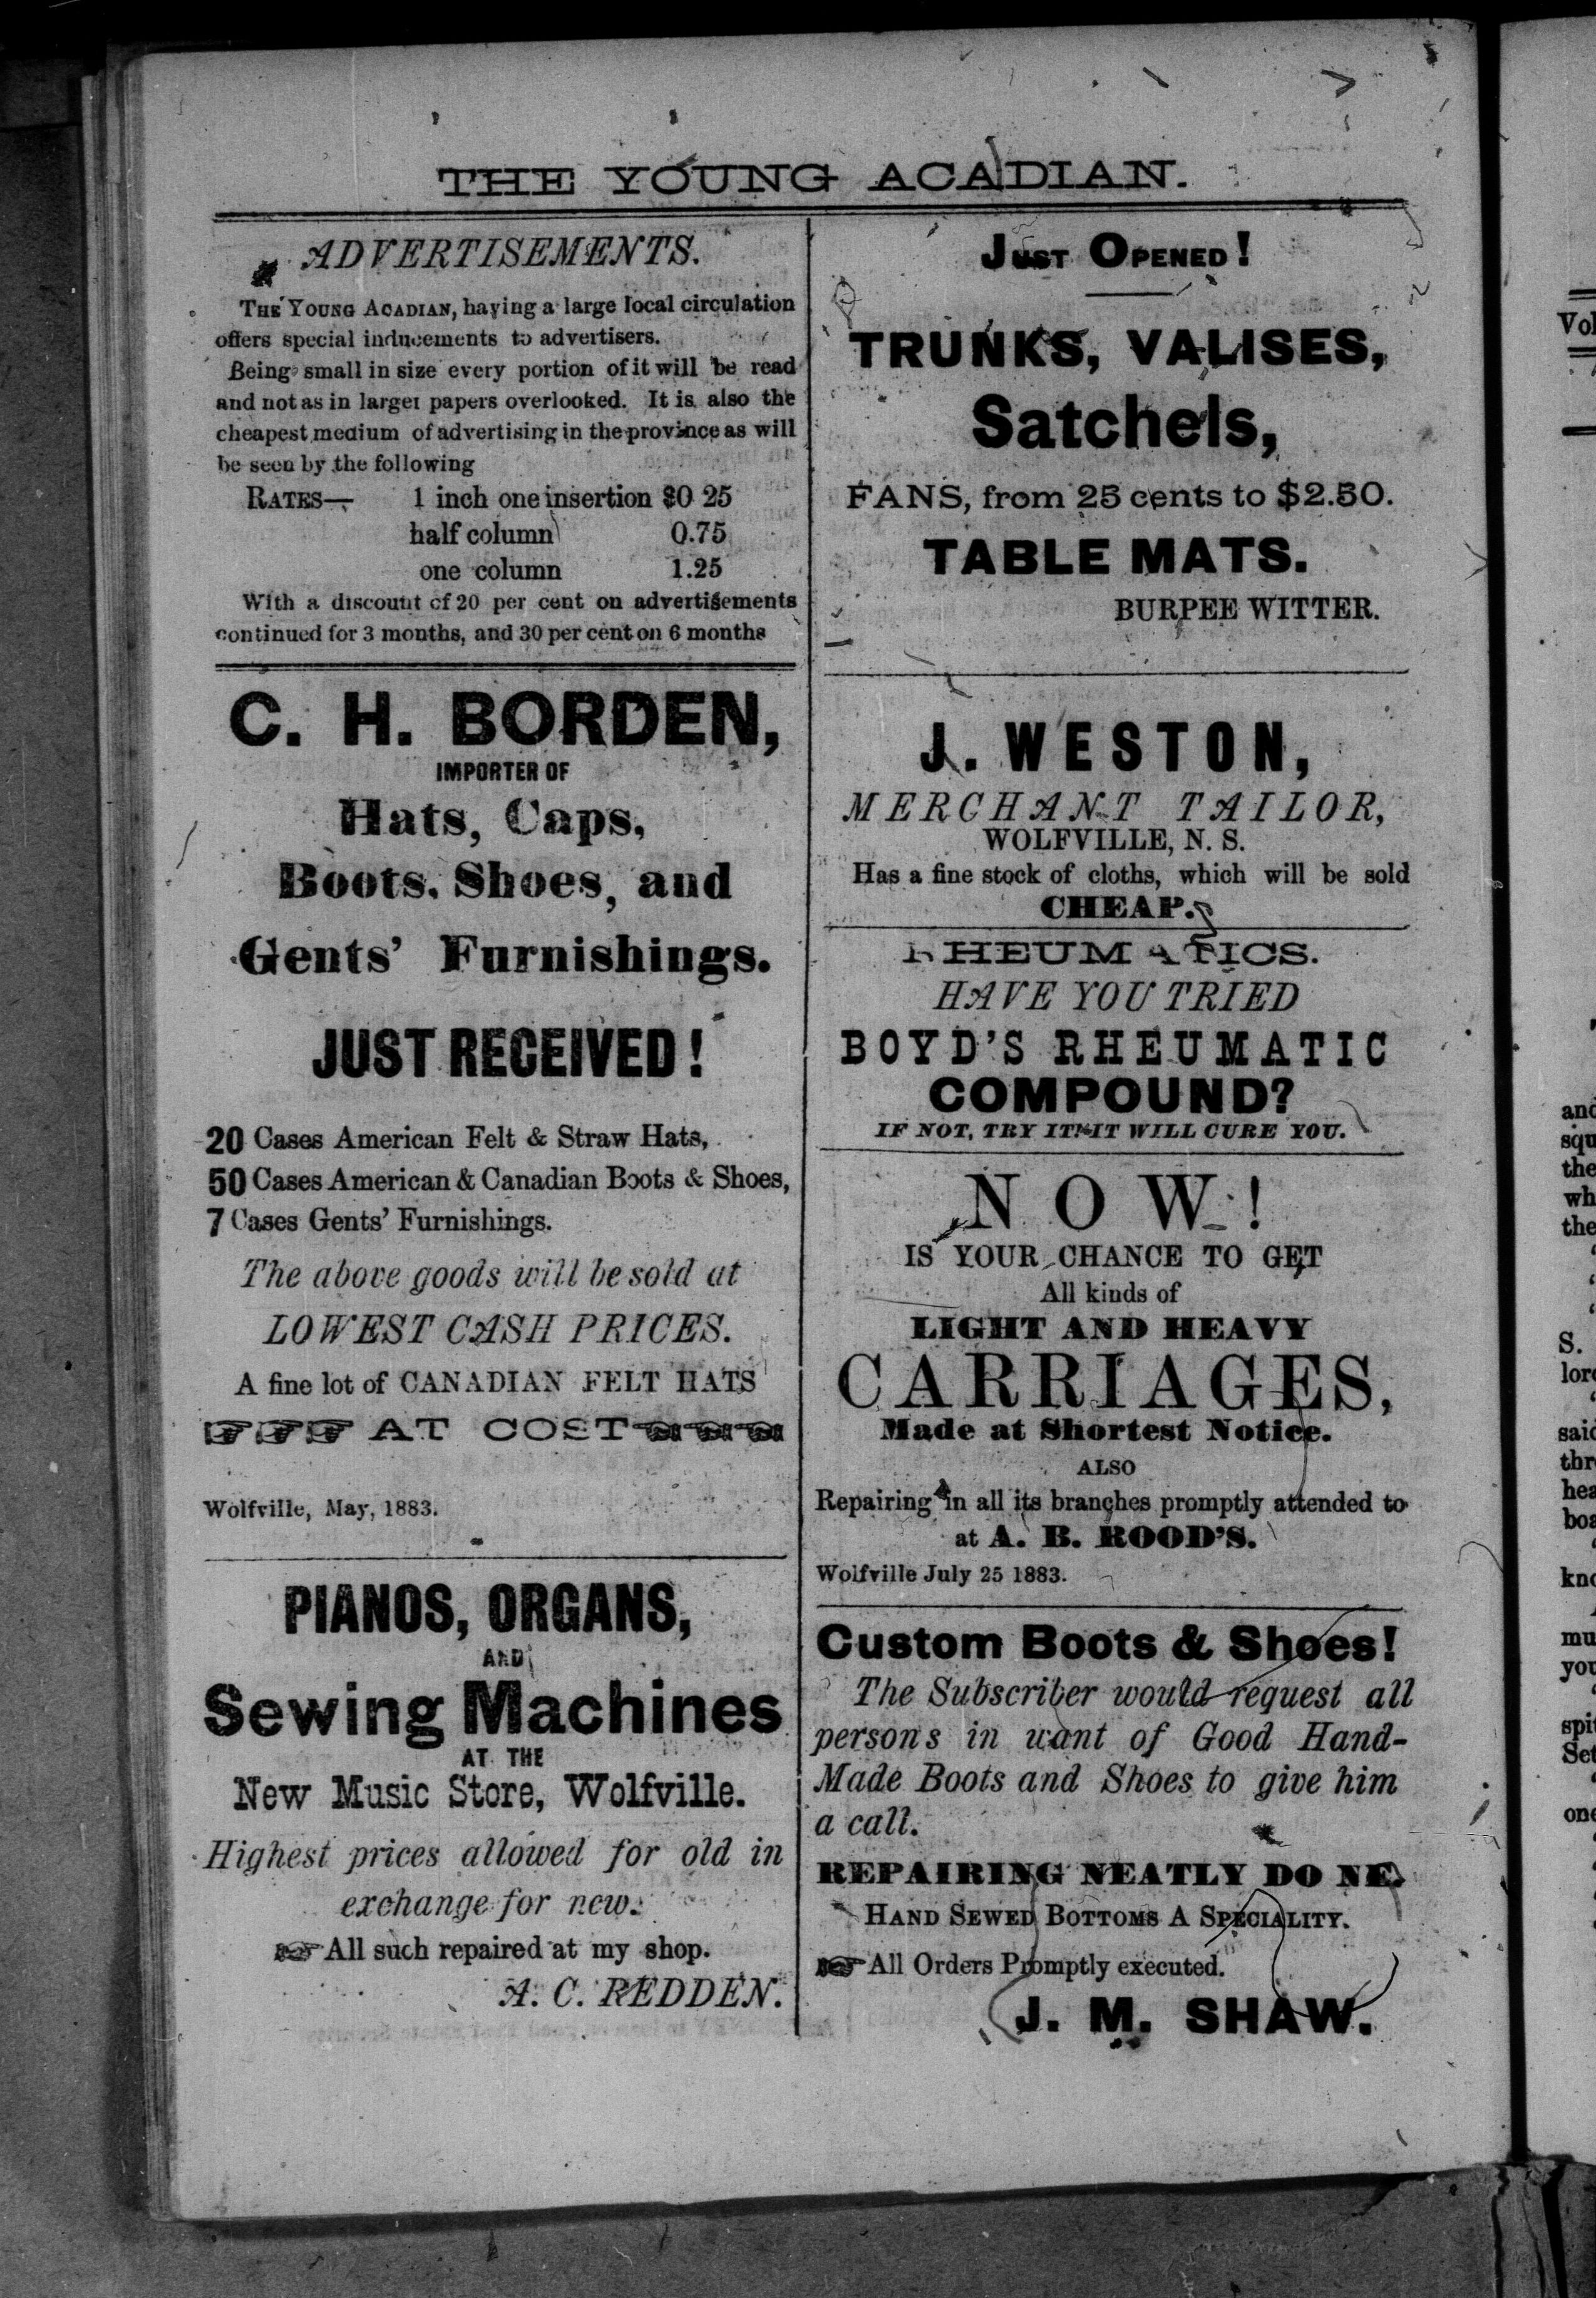 THE YOUNG ACADIAN.
ADVERTISEMENTS.
THE YOUNG ACADIAN, having a large local circulation
offers special inducements to advertisers.
Being small in size every portion of it will be read
and not as in larger papers overlooked. It is also the
cheapest medium of advertising in the province as will
be seen by the following
RATES— 1 inch one insertion $0 25
half column 0.75
one column 1.25
With a discount of 20 per cent on advertisements
continued for 3 months, and 30 per cent on 6 months
C. H. BORDEN,
IMPORTER OF
Hats, Caps,
Boots, Shoes, and
Gents' Furnishings.
JUST RECEIVED!
20 Cases American Felt & Straw Hats,
50 Cases American & Canadian Boots & Shoes,
7 Cases Gents' Furnishings.
The above goods will be sold at
LOWEST CASH PRICES.
A fine lot of CANADIAN FELT HATS
☞☞☞ AT COST☜☜☜
Wolfville, May, 1883.
PIANOS, ORGANS,
AND
Sewing Machines
AT THE
New Music Store, Wolfville.
Highest prices allowed for old in
exchange for new.
☞All such repaired at my shop.
A. C. REDDEN.
JUST OPENED!
TRUNKS, VALISES,
Satchels,
FANS, from 25 cents to $2.50.
TABLE MATS.
BURPEE WITTER.
J. WESTON,
MERCHANT TAILOR,
WOLFVILLE, N. S.
Has a fine stock of cloths, which will be sold
CHEAP.
RHEUMATICS.
HAVE YOU TRIED
BOYD'S RHEUMATIC
COMPOUND?
IF NOT, TRY IT! IT WILL CURE YOU.
NOW!
IS YOUR CHANCE TO GET
All kinds of
LIGHT AND HEAVY
CARRIAGES,
Made at Shortest Notice.
ALSO
Repairing in all its branches promptly attended to
at A. B. ROOD'S.
Wolfville July 25 1883.
Custom Boots & Shoes!
The Subscriber would request all
persons in want of Good Hand-
Made Boots and Shoes to give him
a call.
REPAIRING NEATLY DO NE.
HAND SEWED BOTTOMS A SPECIALITY.
☞All Orders Promptly executed.
J. M. SHAW.